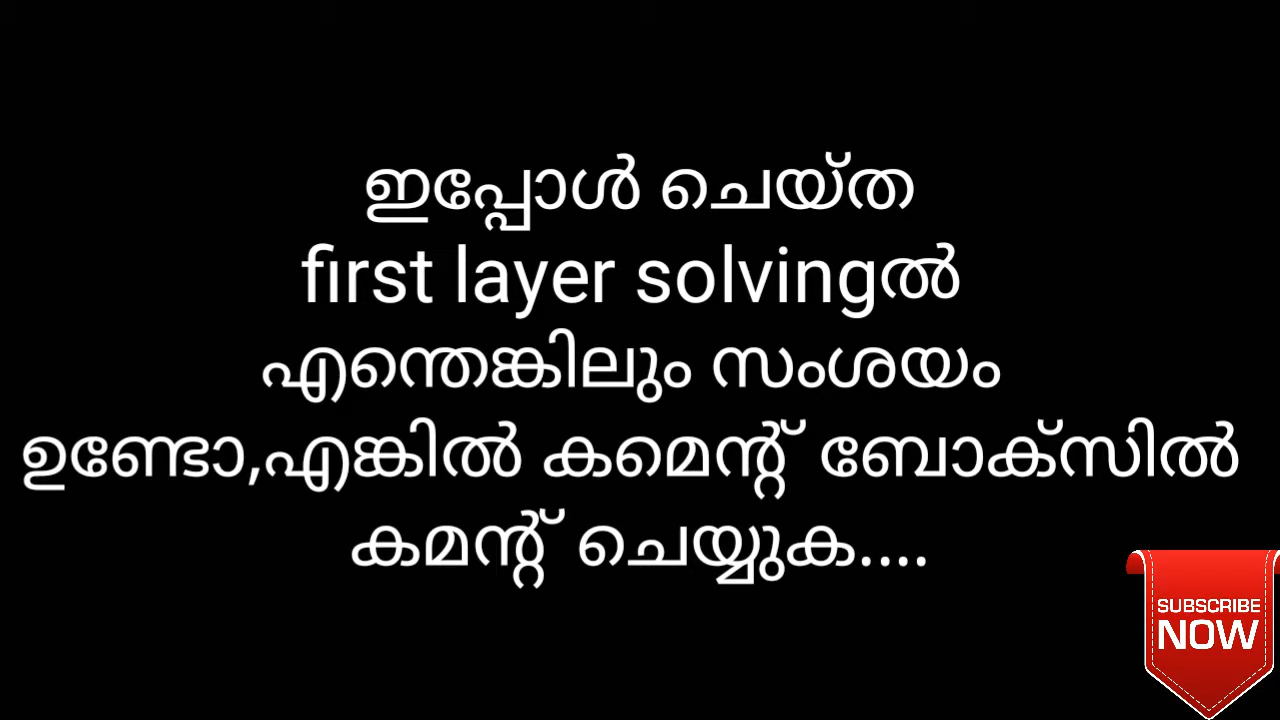 ഇപ്പോൾ ചെയ്ത
first layer solvingൽ
എന്തെങ്കിലും സംശയം
ഉണ്ടോ,എങ്കിൽ കമെന്റ് ബോക്സിൽ
കമന്റ് ചെയ്യുക....
SUBSCRIBE
NOW